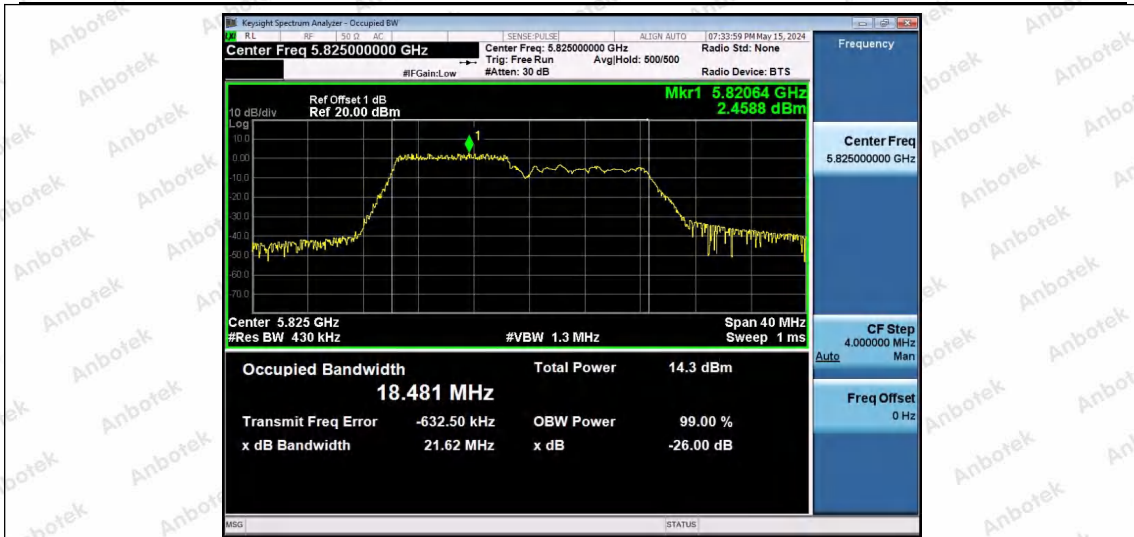 Keysight Spectrum Analyzer - Occupied BW
RL RF 50 Ω AC SENSE:PULSE ALIGN AUTO 07:33:59 PM May 15, 2024
Center Freq 5.825000000 GHz Center Freq: 5.825000000 GHz Radio Std: None Frequency
Trig: Free Run Avg|Hold: 500/500
#IFGain:Low #Atten: 30 dB Radio Device: BTS
Mkr1 5.82064 GHz
2.4588 dBm
Ref Offset 1 dB
10 dB/div Ref 20.00 dBm
Log
10.0
0.00
-10.0
-20.0
-30.0
-40.0
-50.0
-60.0
-70.0
1
Center Freq
5.825000000 GHz
Center 5.825 GHz Span 40 MHz
#Res BW 430 kHz #VBW 1.3 MHz Sweep 1 ms
CF Step
4.000000 MHz
Auto Man
Occupied Bandwidth Total Power 14.3 dBm
18.481 MHz
Transmit Freq Error -632.50 kHz OBW Power 99.00 %
x dB Bandwidth 21.62 MHz x dB -26.00 dB
Freq Offset
0 Hz
MSG STATUS
Anbotek